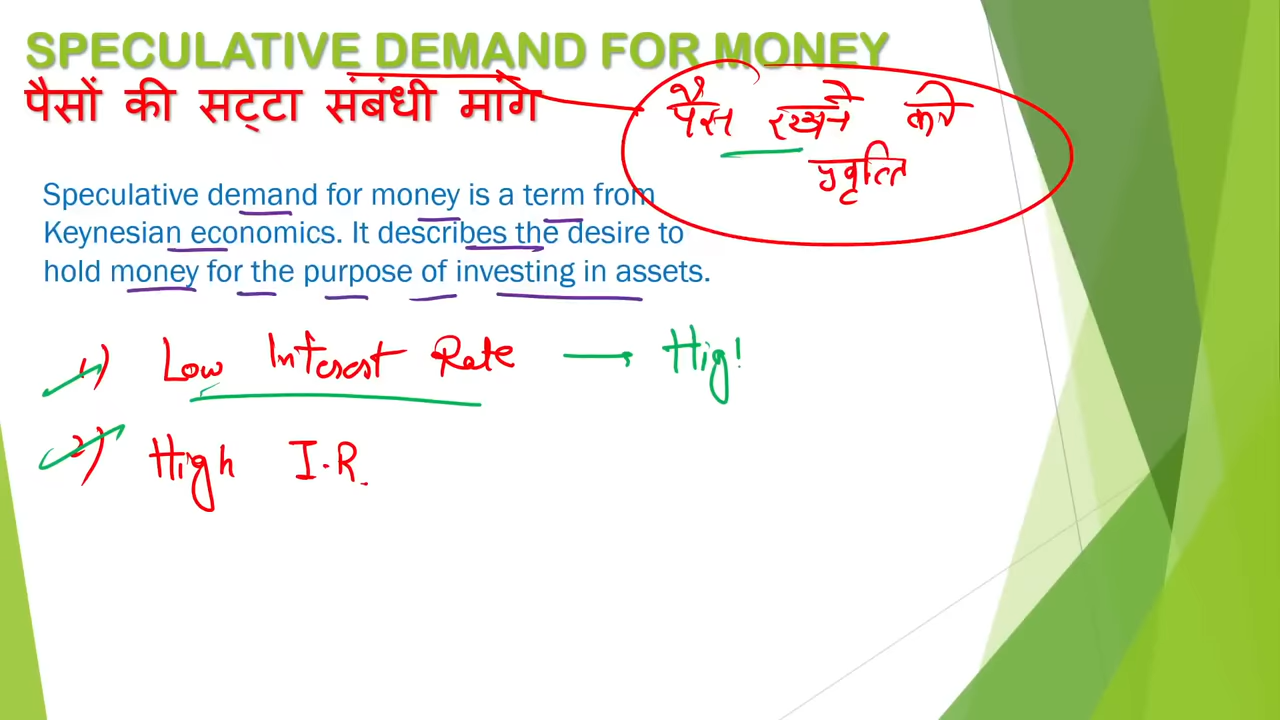 SPECULATIVE DEMAND FOR MONEY
पैसों की सट्टा संबंधी मांग
पैसे रखने की
प्रवृत्ति
Speculative demand for money is a term from
Keynesian economics. It describes the desire to
hold money for the purpose of investing in assets.
1) Low Interest Rate → Hig
2) High I.R.